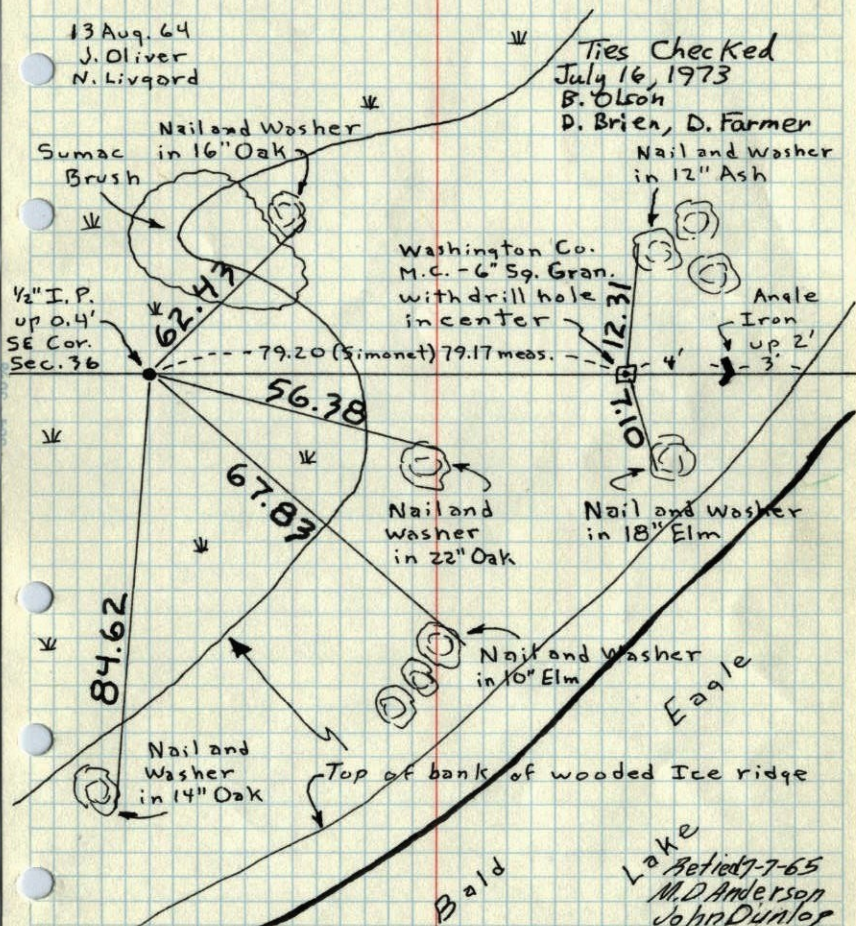 13 Aug. 64
J. Oliver
N. Livgard
Ties Checked
July 16, 1973
B. Olson
D. Brien, D. Farmer
Nail and Washer
in 16" Oak
Sumac
Brush
Nail and Washer
in 12" Ash
Washington Co.
M.C. - 6" Sq. Gran.
with drill hole
in center
1/2" I.P.
up 0.4'
SE Cor.
Sec. 36
62.43
12.31
Angle
Iron
up 2'
79.20 (Simonet) 79.17 meas.
4'
3'
56.38
7.10
67.83
Nail and
Washer
in 22" Oak
Nail and Washer
in 18" Elm
84.62
Nail and Washer
in 10" Elm
Nail and
Washer
in 14" Oak
Top of bank of wooded Ice ridge
Bald Eagle Lake
Retied 7-7-65
M.D Anderson
John Dunlop